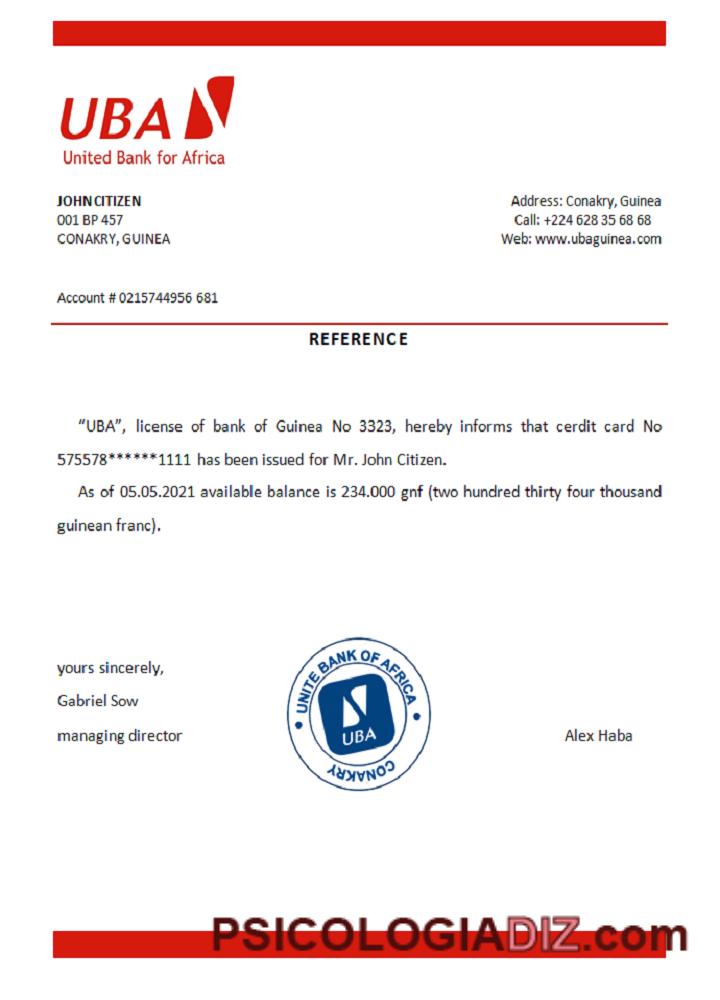 UBA
United Bank for Africa
JOHN CITIZEN
001 BP 457
CONAKRY, GUINEA
Address: Conakry, Guinea
Call: +224 628 35 68 68
Web: www.ubaguinea.com
Account # 0215744956 681
REFERENCE
“UBA”, license of bank of Guinea No 3323, hereby informs that cerdit card No
575578******1111 has been issued for Mr. John Citizen.
As of 05.05.2021 available balance is 234.000 gnf (two hundred thirty four thousand
guinean franc).
yours sincerely,
Gabriel Sow
managing director
UNITE BANK OF AFRICA
UBA
CONAKRY
Alex Haba
PSICOLOGIADIZ.com